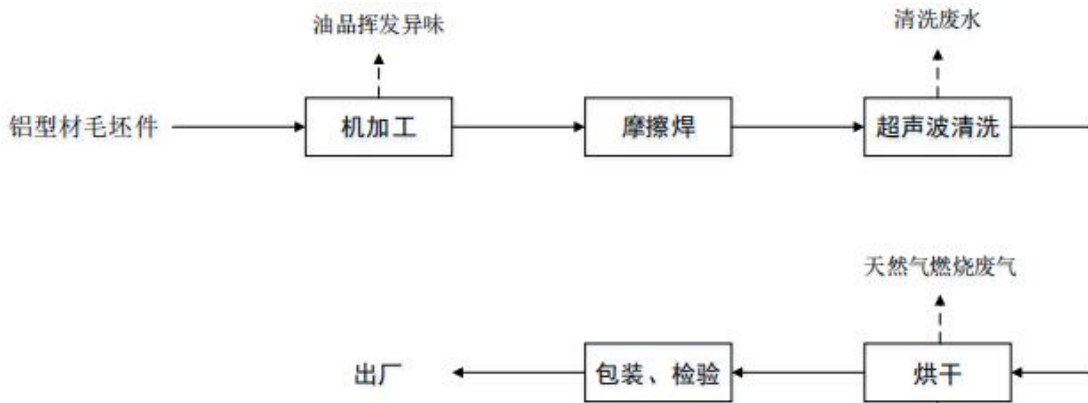 油品挥发异味
清洗废水
铝型材毛坯件
机加工
摩擦焊
超声波清洗
天然气燃烧废气
出厂
包装、检验
烘干